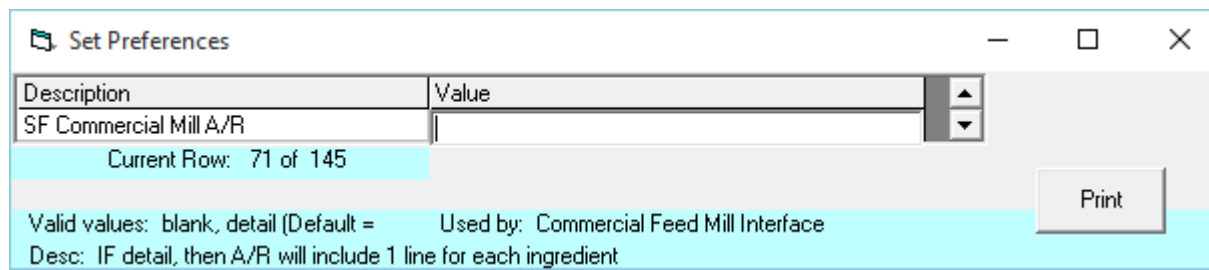 Set Preferences
Description Value
SF Commercial Mill A/R
Current Row: 71 of 145
Print
Valid values: blank, detail (Default = Used by: Commercial Feed Mill Interface
Desc: IF detail, then A/R will include 1 line for each ingredient